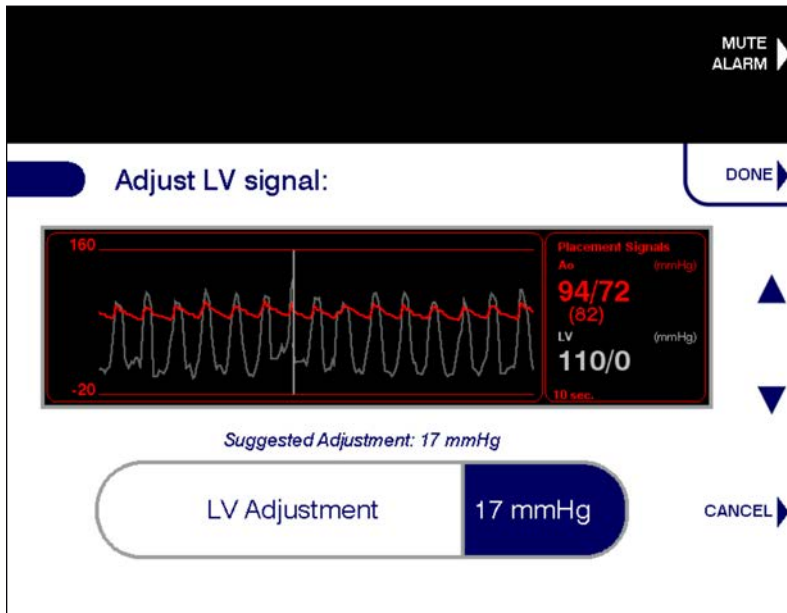 MUTE
ALARM
Adjust LV signal:
DONE
160
-20
Placement Signals
Ao (mmHg)
94/72
(82)
LV (mmHg)
110/0
10 sec.
Suggested Adjustment: 17 mmHg
LV Adjustment
17 mmHg
CANCEL